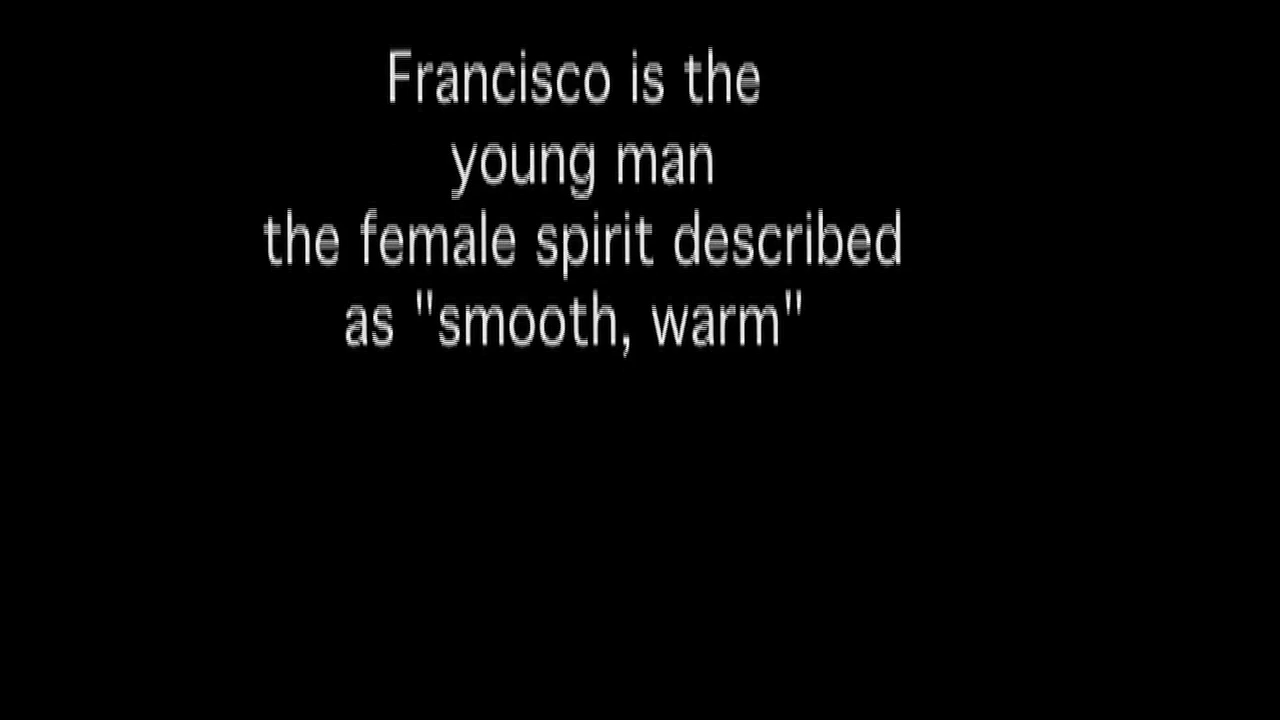 Francisco is the
young man
the female spirit described
as "smooth, warm"